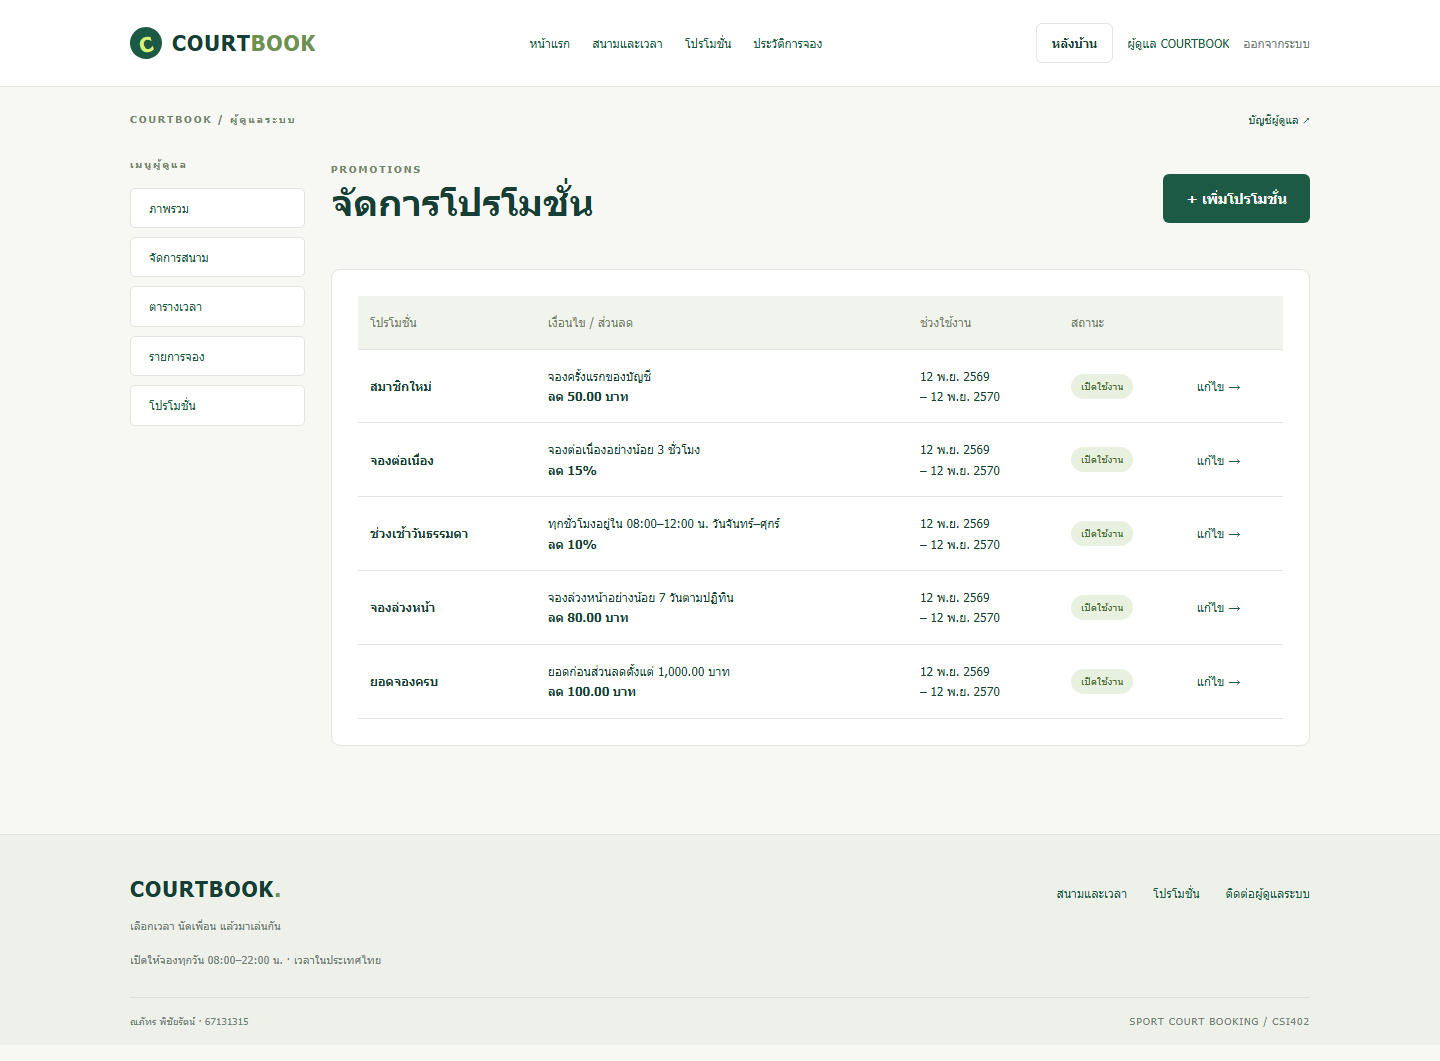 C COURTBOOK
หน้าแรก สนามและเวลา โปรโมชั่น ประวัติการจอง
หลังบ้าน ผู้ดูแล COURTBOOK ออกจากระบบ
COURTBOOK / ผู้ดูแลระบบ
บัญชีผู้ดูแล ↗
เมนูผู้ดูแล
ภาพรวม
จัดการสนาม
ตารางเวลา
รายการจอง
โปรโมชั่น
PROMOTIONS
จัดการโปรโมชั่น
+ เพิ่มโปรโมชั่น
โปรโมชั่น เงื่อนไข / ส่วนลด ช่วงใช้งาน สถานะ
สมาชิกใหม่
จองครั้งแรกของบัญชี
ลด 50.00 บาท
12 พ.ย. 2569
– 12 พ.ย. 2570
เปิดใช้งาน
แก้ไข →
จองต่อเนื่อง
จองต่อเนื่องอย่างน้อย 3 ชั่วโมง
ลด 15%
12 พ.ย. 2569
– 12 พ.ย. 2570
เปิดใช้งาน
แก้ไข →
ช่วงเช้าวันธรรมดา
ทุกชั่วโมงอยู่ใน 08:00–12:00 น. วันจันทร์–ศุกร์
ลด 10%
12 พ.ย. 2569
– 12 พ.ย. 2570
เปิดใช้งาน
แก้ไข →
จองล่วงหน้า
จองล่วงหน้าอย่างน้อย 7 วันตามปฏิทิน
ลด 80.00 บาท
12 พ.ย. 2569
– 12 พ.ย. 2570
เปิดใช้งาน
แก้ไข →
ยอดจองครบ
ยอดก่อนส่วนลดตั้งแต่ 1,000.00 บาท
ลด 100.00 บาท
12 พ.ย. 2569
– 12 พ.ย. 2570
เปิดใช้งาน
แก้ไข →
COURTBOOK.
สนามและเวลา โปรโมชั่น ติดต่อผู้ดูแลระบบ
เลือกเวลา นัดเพื่อน แล้วมาเล่นกัน
เปิดให้จองทุกวัน 08:00–22:00 น. · เวลาในประเทศไทย
ณภัทร พิชัยรัตน์ · 67131315
SPORT COURT BOOKING / CSI402